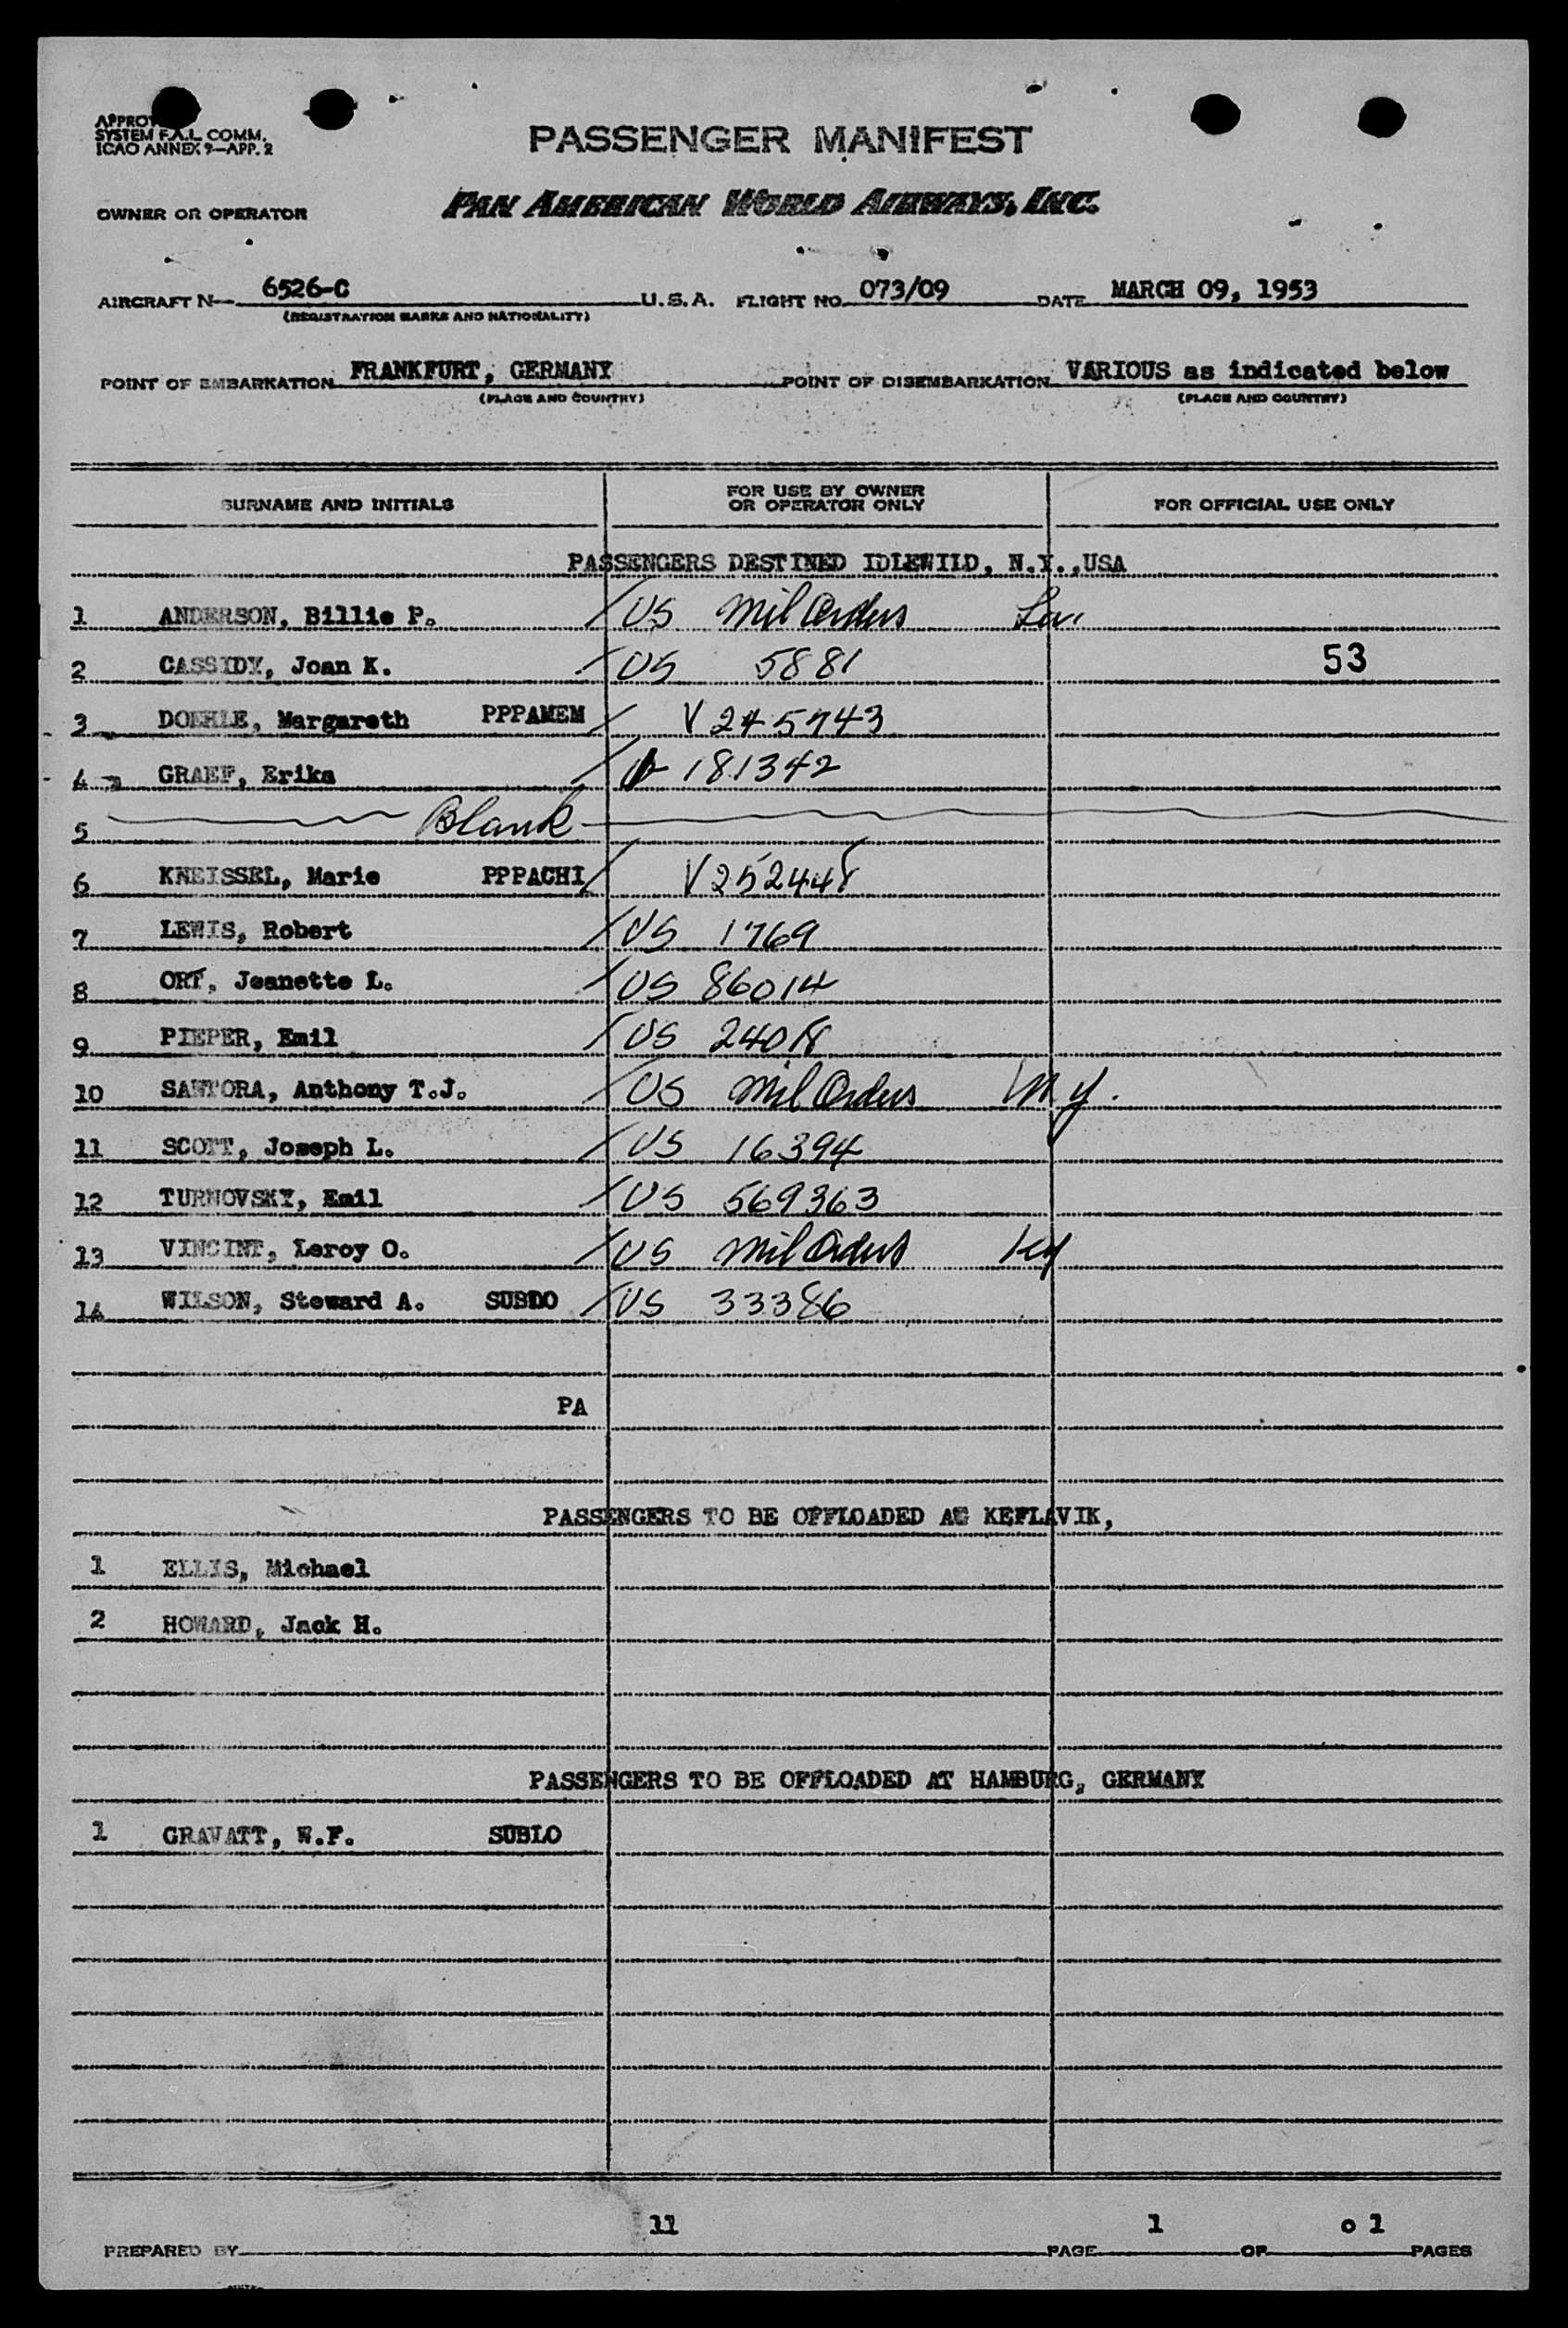 SYSTEM F.A.L. COMM.
ICAO ANNEX 9—APP. 2
PASSENGER MANIFEST
OWNER OR OPERATOR PAN AMERICAN WORLD AIRWAYS, INC.
AIRCRAFT N— 6526-C U.S.A. FLIGHT NO. 073/09 DATE MARCH 09, 1953
(REGISTRATION MARKS AND NATIONALITY)
POINT OF EMBARKATION FRANKFURT, GERMANY POINT OF DISEMBARKATION VARIOUS as indicated below
(PLACE AND COUNTRY) (PLACE AND COUNTRY)
SURNAME AND INITIALS FOR USE BY OWNER OR OPERATOR ONLY FOR OFFICIAL USE ONLY
PASSENGERS DESTINED IDLEWILD, N.Y.,USA
1 ANDERSON, Billie P. / US Mil Orders
2 CASSIDY, Joan K. / US 5881 53
3 DOEHLE, Margareth PPPAMEM / V 245743
4 GRAEF, Erika / 181342
5 Blank
6 KNEISSEL, Marie PPPACHI / V 252448
7 LEWIS, Robert / US 1769
8 ORT, Jeanette L. / US 86014
9 PIEPER, Emil / US 24018
10 SANTORA, Anthony T.J. / US Mil Orders
11 SCOTT, Joseph L. / US 16394
12 TURNOVSKY, Emil / US 569363
13 VINCINT, Leroy O. / US Mil Orders
14 WILSON, Steward A. SUBDO / US 33386
PA
PASSENGERS TO BE OFFLOADED AT KEFLAVIK,
1 ELLIS, Michael
2 HOWARD, Jack H.
PASSENGERS TO BE OFFLOADED AT HAMBURG, GERMANY
1 GRAVATT, W.F. SUBLO
11 1 o 1
PREPARED BY PAGE OF PAGES